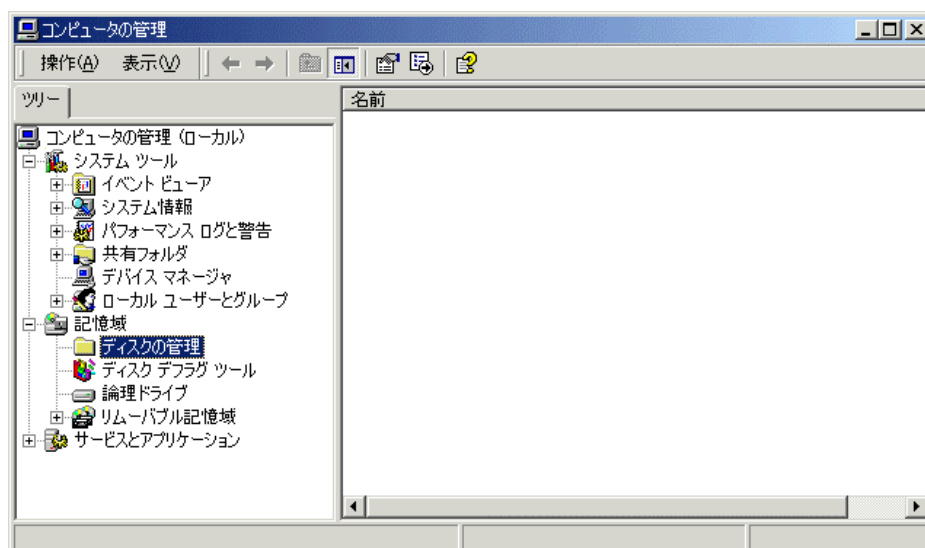 コンピュータの管理
操作(A) 表示(V)
ツリー
名前
コンピュータの管理 (ローカル)
システム ツール
イベント ビューア
システム情報
パフォーマンス ログと警告
共有フォルダ
デバイス マネージャ
ローカル ユーザーとグループ
記憶域
ディスクの管理
ディスク デフラグ ツール
論理ドライブ
リムーバブル記憶域
サービスとアプリケーション